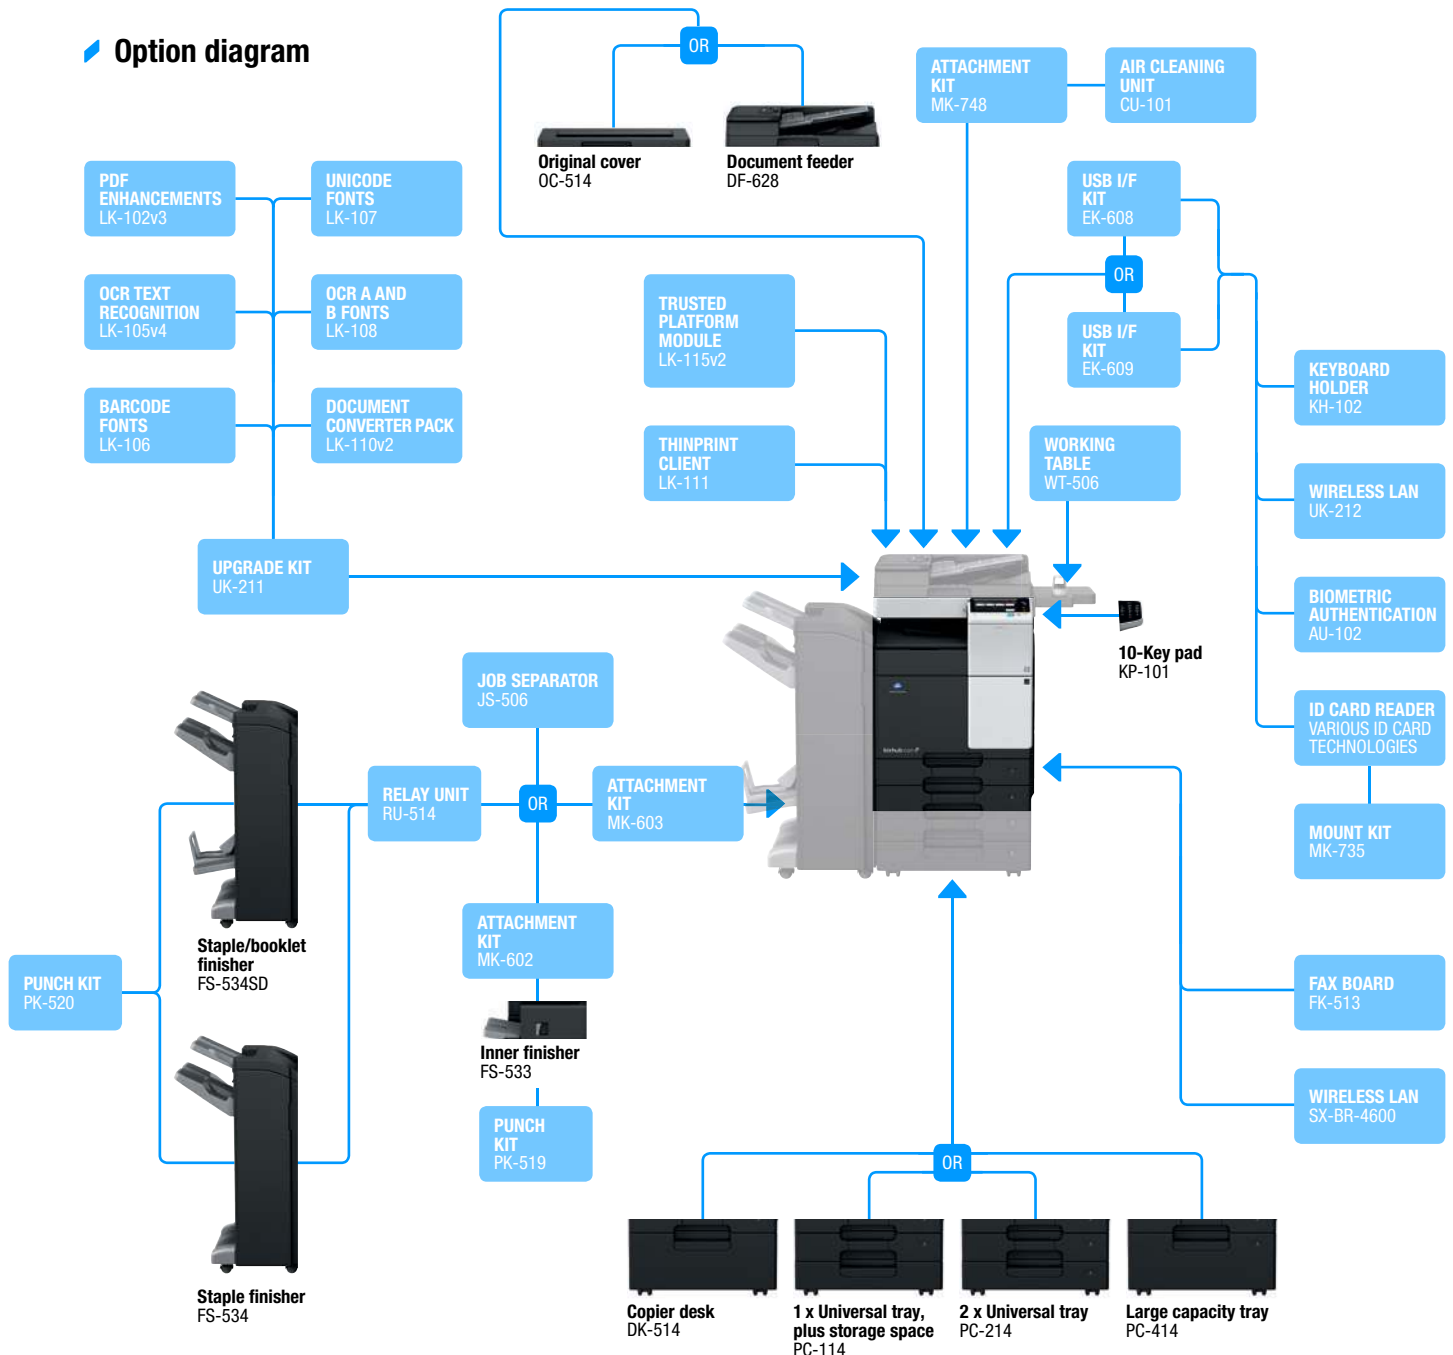 Option diagram
OR
Original cover
OC-514
Document feeder
DF-628
ATTACHMENT
KIT
MK-748
AIR CLEANING
UNIT
CU-101
PDF
ENHANCEMENTS
LK-102v3
UNICODE
FONTS
LK-107
USB I/F
KIT
EK-608
OCR TEXT
RECOGNITION
LK-105v4
OCR A AND
B FONTS
LK-108
TRUSTED
PLATFORM
MODULE
LK-115v2
OR
USB I/F
KIT
EK-609
KEYBOARD
HOLDER
KH-102
BARCODE
FONTS
LK-106
DOCUMENT
CONVERTER PACK
LK-110v2
THINPRINT
CLIENT
LK-111
WORKING
TABLE
WT-506
WIRELESS LAN
UK-212
UPGRADE KIT
UK-211
BIOMETRIC
AUTHENTICATION
AU-102
10-Key pad
KP-101
JOB SEPARATOR
JS-506
ID CARD READER
VARIOUS ID CARD
TECHNOLOGIES
RELAY UNIT
RU-514
OR
ATTACHMENT
KIT
MK-603
MOUNT KIT
MK-735
ATTACHMENT
KIT
MK-602
Staple/booklet
finisher
FS-534SD
PUNCH KIT
PK-520
FAX BOARD
FK-513
Inner finisher
FS-533
WIRELESS LAN
SX-BR-4600
PUNCH
KIT
PK-519
OR
Staple finisher
FS-534
Copier desk
DK-514
1 x Universal tray,
plus storage space
PC-114
2 x Universal tray
PC-214
Large capacity tray
PC-414